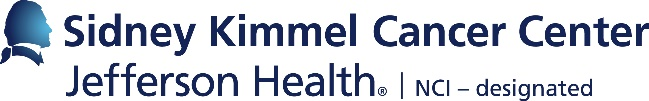 Sidney Kimmel Cancer Center
Jefferson Health® | NCI – designated